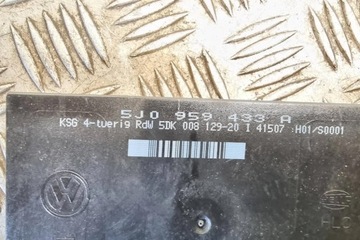 5J0 959 433 A
KSG 4-tuerig RdW 5DK 008 129-20 I 41507 :H01/S0001